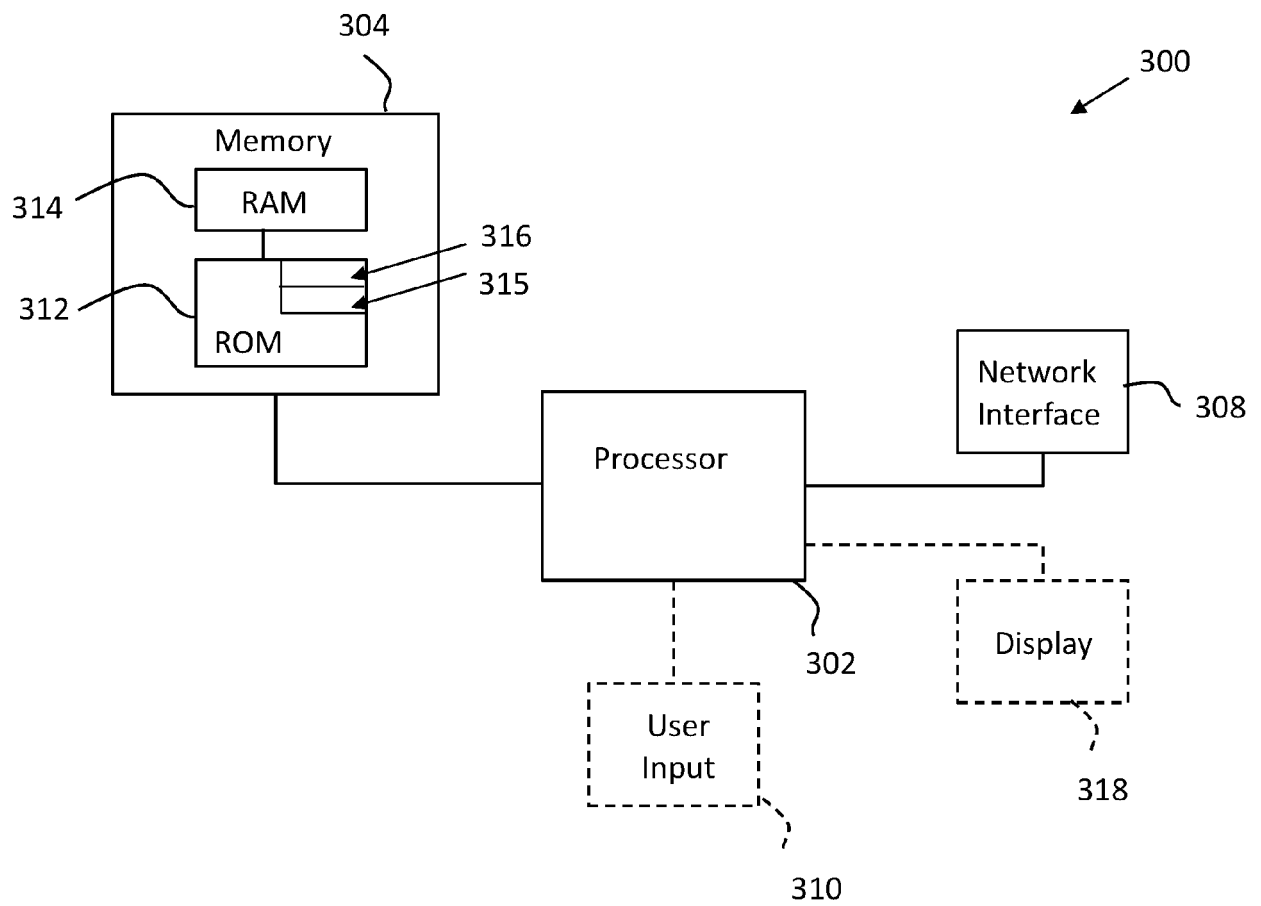 304
300
Memory
314
RAM
316
315
312
ROM
Network
Interface
308
Processor
302
Display
User
Input
318
310